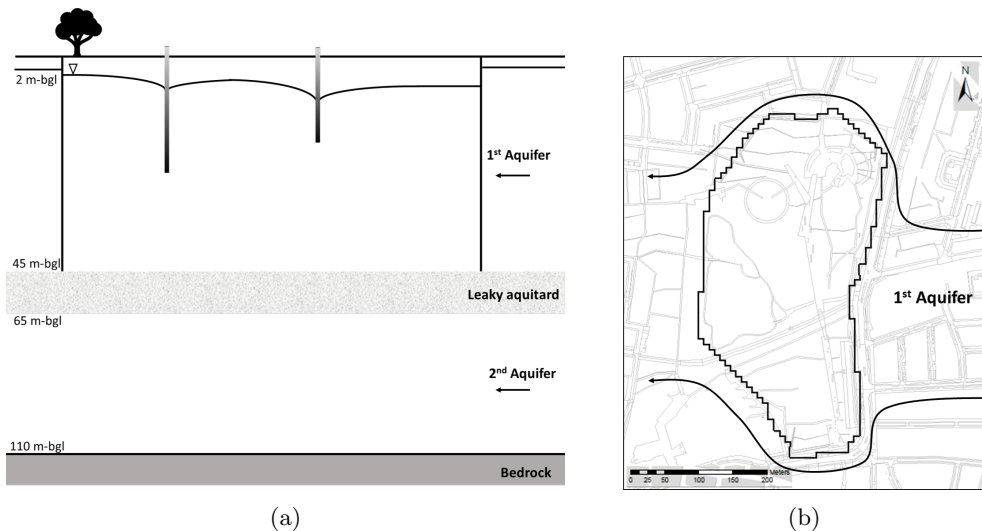 2 m-bgl
1st Aquifer
45 m-bgl
Leaky aquitard
65 m-bgl
2nd Aquifer
110 m-bgl
Bedrock
(a)
N
1st Aquifer
Meters
0 25 50 100 150 200
(b)